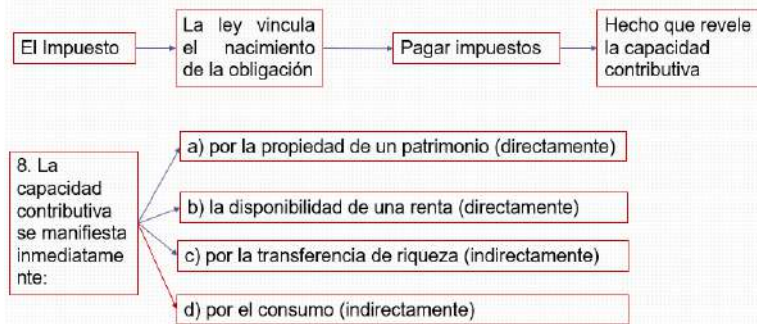 El Impuesto
La ley vincula
el nacimiento
de la obligación
Pagar impuestos
Hecho que revele
la capacidad
contributiva
8. La
capacidad
contributiva
se manifiesta
inmediatame
nte:
a) por la propiedad de un patrimonio (directamente)
b) la disponibilidad de una renta (directamente)
c) por la transferencia de riqueza (indirectamente)
d) por el consumo (indirectamente)